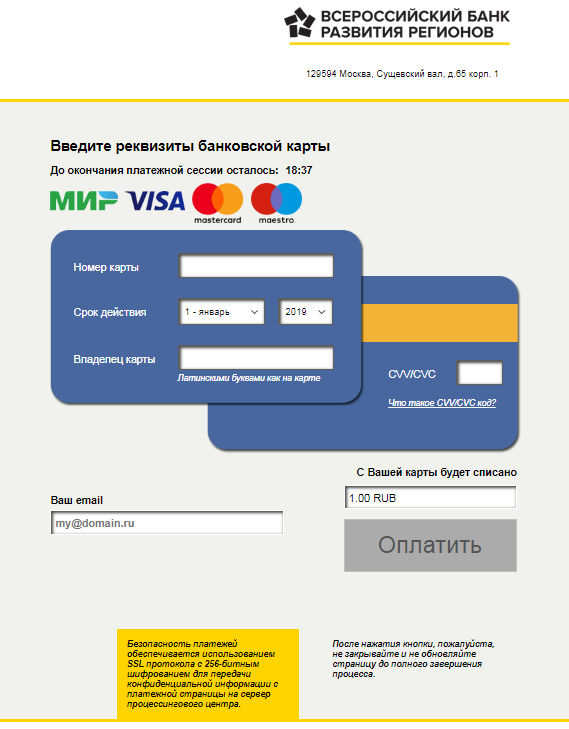 ВСЕРОССИЙСКИЙ БАНК
РАЗВИТИЯ РЕГИОНОВ
129594 Москва, Сущевский вал, д.65 корп. 1
Введите реквизиты банковской карты
До окончания платежной сессии осталось: 18:37
МИР VISA
mastercard maestro.
Номер карты
Срок действия 1 - январь 2019
Владелец карты
Латинскими буквами как на карте
CVV/CVC
Что такое CVV/CVC код?
С Вашей карты будет списано
1.00 RUB
Ваш email
my@domain.ru
Оплатить
Безопасность платежей
обеспечивается использованием
SSL протокола с 256-битным
шифрованием для передачи
конфиденциальной информации с
платежной страницы на сервер
процессингового центра.
После нажатия кнопки, пожалуйста,
не закрывайте и не обновляйте
страницу до полного завершения
процесса.